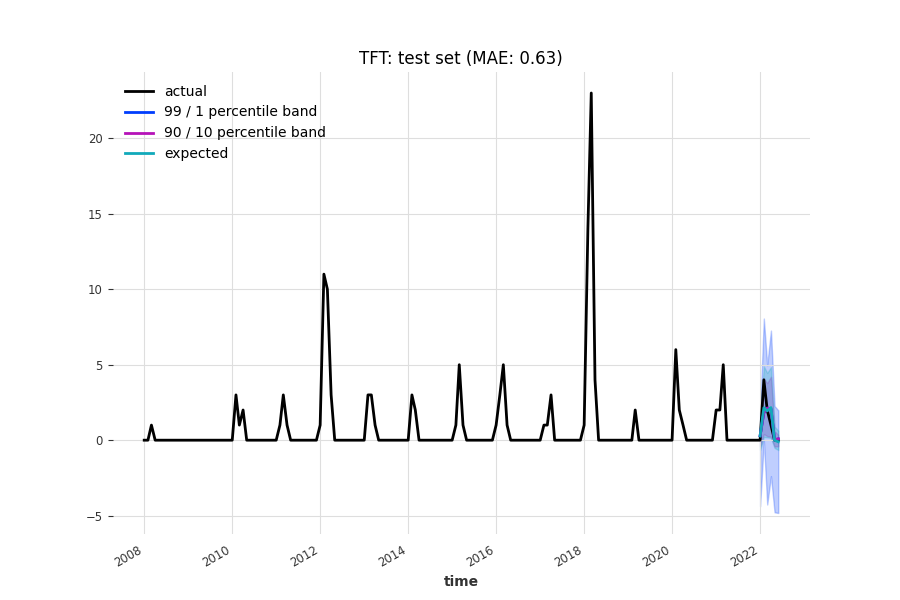 TFT: test set (MAE: 0.63)
actual
99 / 1 percentile band
90 / 10 percentile band
expected
20
15
10
5
0
−5
2008 2010 2012 2014 2016 2018 2020 2022
time